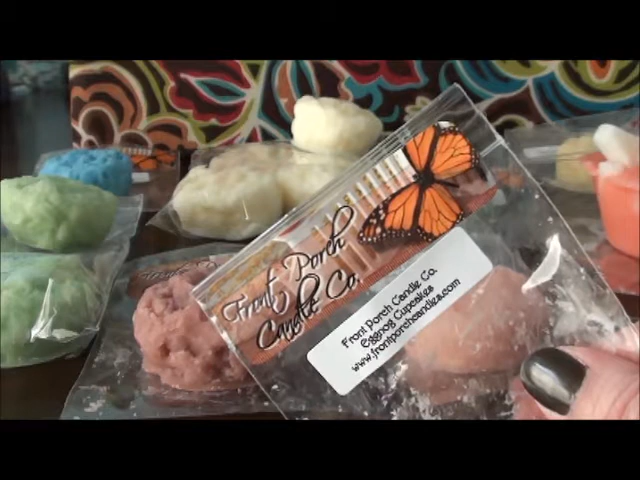 Front Porch
Candle Co.
Front Porch Candle Co.
Eggnog Cupcakes
www.frontporchcandles.com